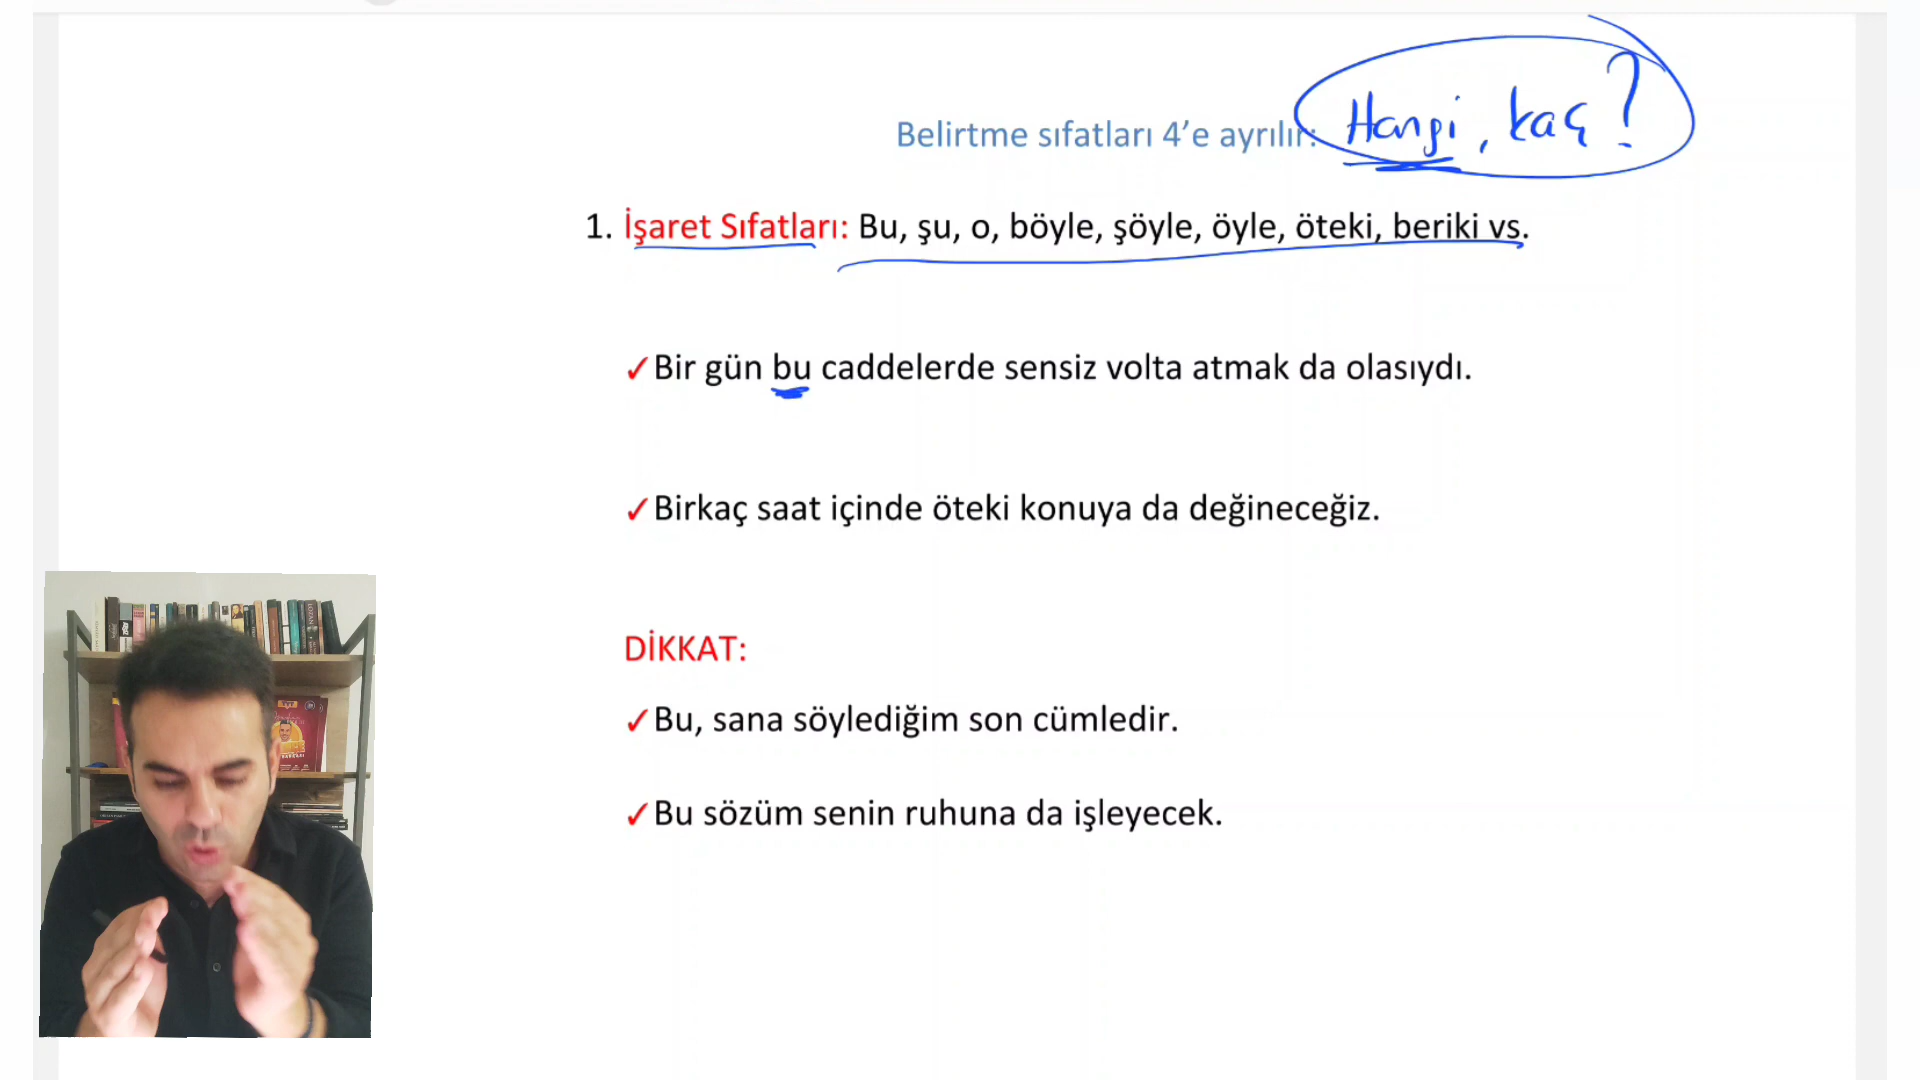 Belirtme sıfatları 4’e ayrılır: Hangi, kaç?
1. İşaret Sıfatları: Bu, şu, o, böyle, şöyle, öyle, öteki, beriki vs.
✓Bir gün bu caddelerde sensiz volta atmak da olasıydı.
✓Birkaç saat içinde öteki konuya da değineceğiz.
DİKKAT:
✓Bu, sana söylediğim son cümledir.
✓Bu sözüm senin ruhuna da işleyecek.